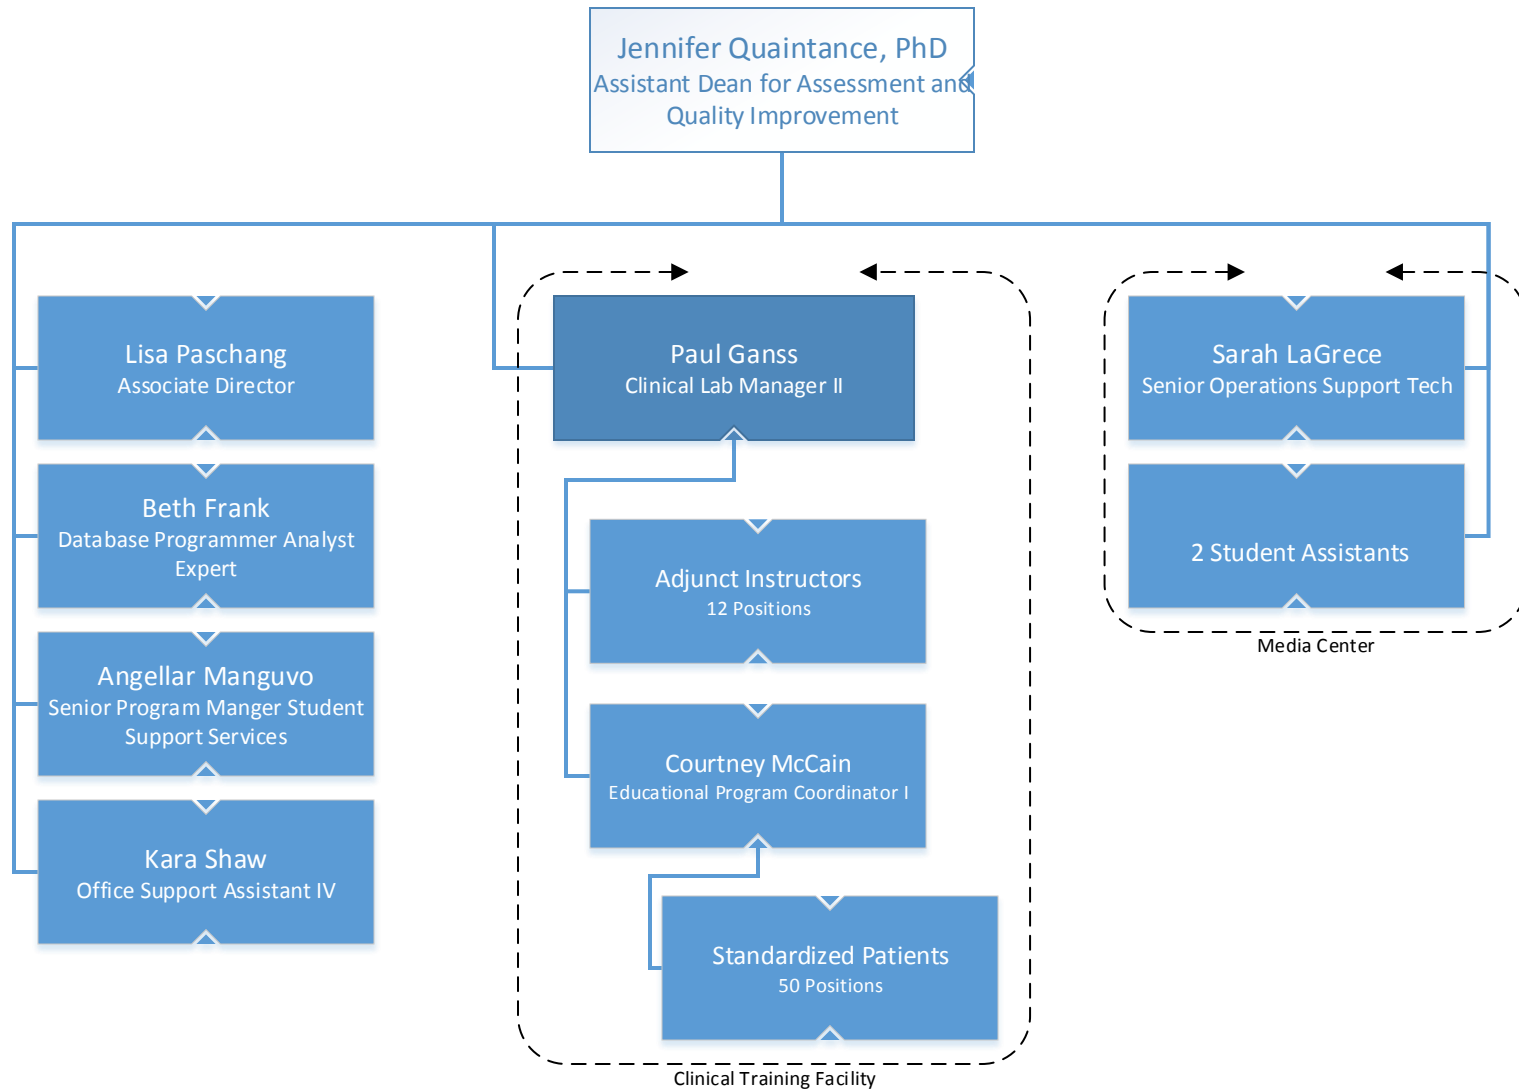 Jennifer Quaintance, PhD
Assistant Dean for Assessment and
Quality Improvement
Lisa Paschang
Associate Director
Beth Frank
Database Programmer Analyst
Expert
Angellar Manguvo
Senior Program Manger Student
Support Services
Kara Shaw
Office Support Assistant IV
Paul Ganss
Clinical Lab Manager II
Adjunct Instructors
12 Positions
Courtney McCain
Educational Program Coordinator I
Standardized Patients
50 Positions
Clinical Training Facility
Sarah LaGrece
Senior Operations Support Tech
2 Student Assistants
Media Center